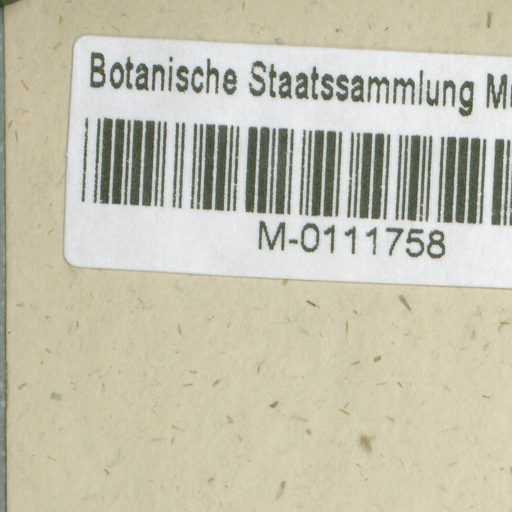 Botanische Staatssammlung
M-0111758